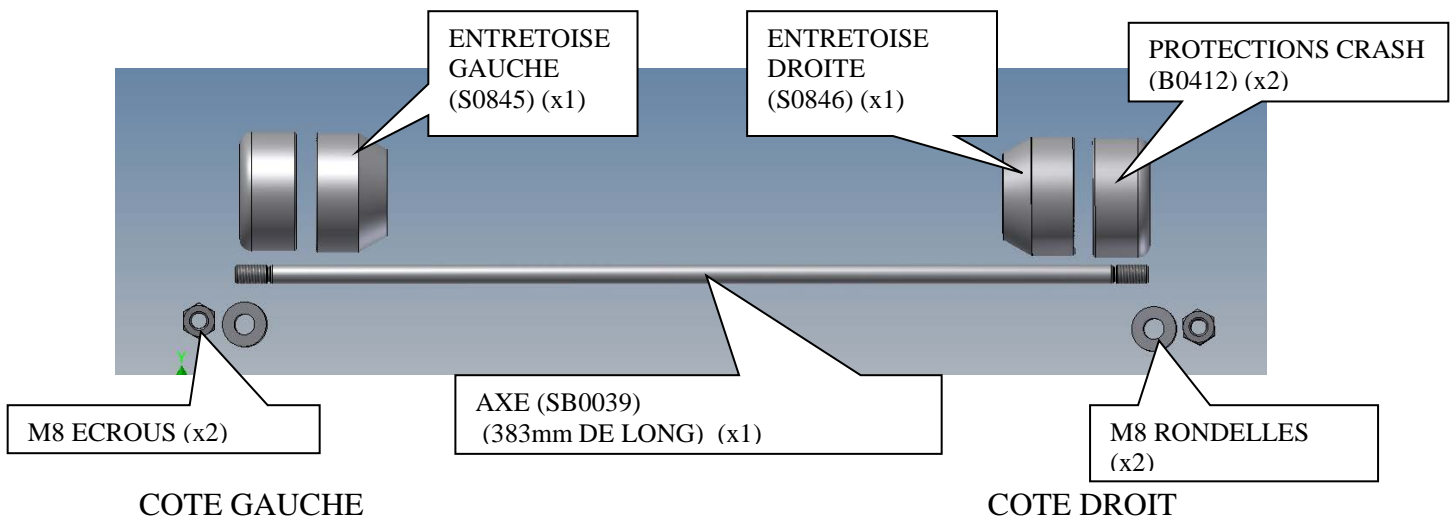 ENTRETOISE
GAUCHE
(S0845) (x1)
ENTRETOISE
DROITE
(S0846) (x1)
PROTECTIONS CRASH
(B0412) (x2)
Y
M8 ECROUS (x2)
AXE (SB0039)
(383mm DE LONG) (x1)
M8 RONDELLES
(x2)
COTE GAUCHE
COTE DROIT